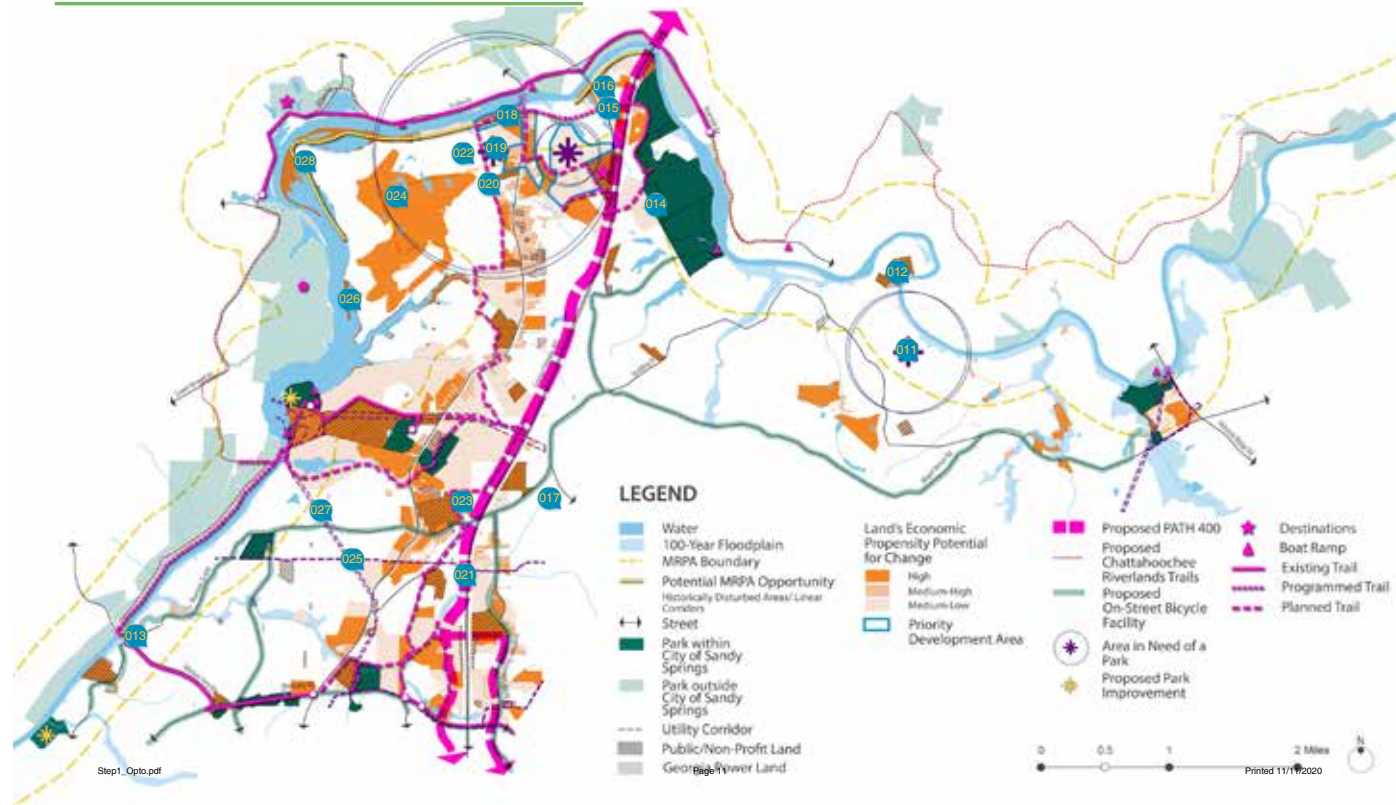 016
015
018
022
019
028
020
024
014
012
026
011
023
017
027
025
021
013
LEGEND
Water
100-Year Floodplain
MRPA Boundary
Potential MRPA Opportunity
Historically Disturbed Areas/ Linear
Corridors
Street
Park within
City of Sandy
Springs
Park outside
City of Sandy
Springs
Utility Corridor
Public/Non-Profit Land
Georgia Power Land
Land's Economic
Propensity Potential
for Change
High
Medium-High
Medium-Low
Priority
Development Area
Proposed PATH 400
Proposed
Chattahoochee
Riverlands Trails
Proposed
On-Street Bicycle
Facility
Area in Need of a
Park
Proposed Park
Improvement
Destinations
Boat Ramp
Existing Trail
Programmed Trail
Planned Trail
0 0.5 1 2 Miles
N
Step1_Opto.pdf
Page 11
Printed 11/11/2020